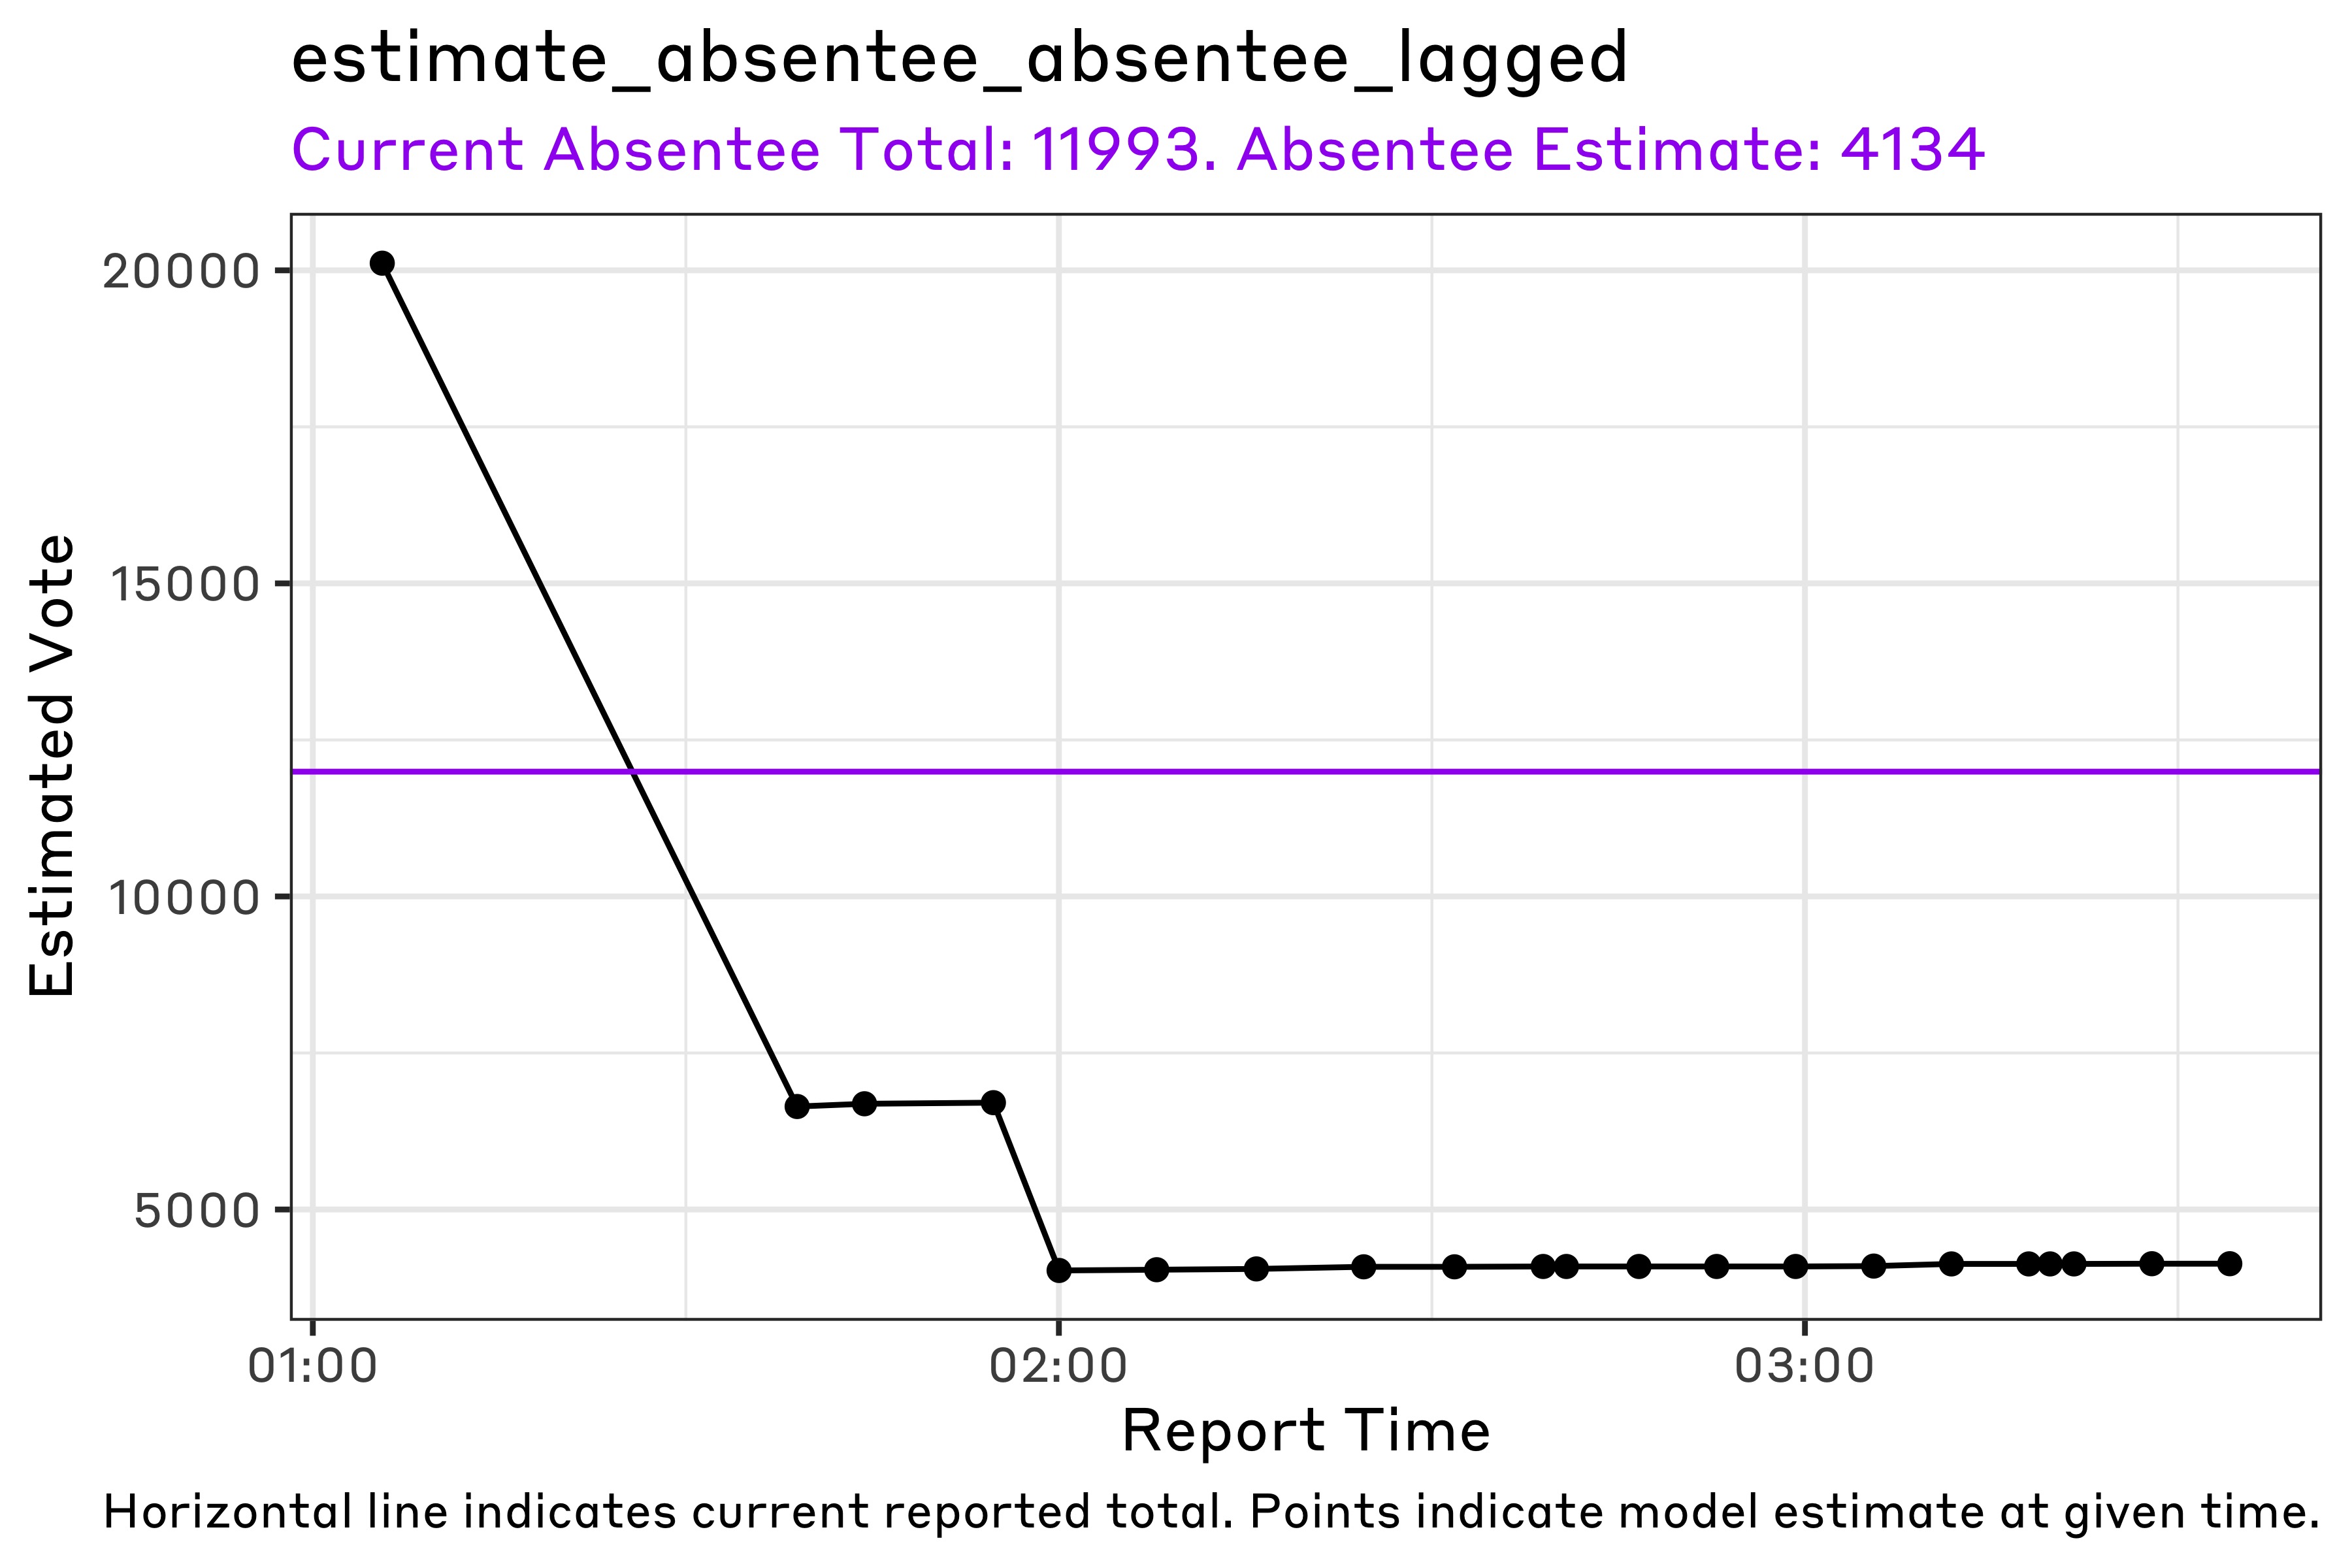 estimate_absentee_absentee_lagged
Current Absentee Total: 11993. Absentee Estimate: 4134
Estimated Vote
20000
15000
10000
5000
01:00 02:00 03:00
Report Time
Horizontal line indicates current reported total. Points indicate model estimate at given time.